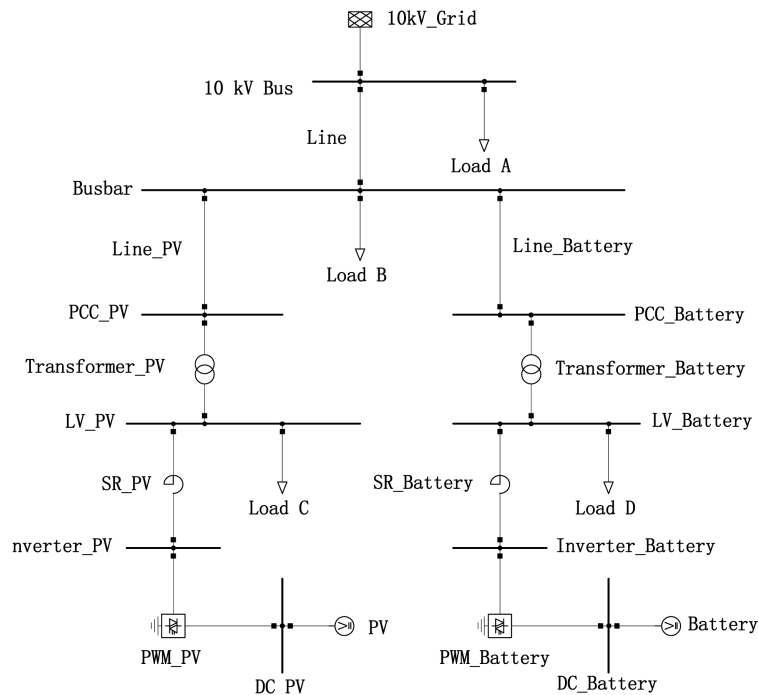 10kV_Grid
10 kV Bus
Line
Load A
Busbar
Line_PV
Load B
Line_Battery
PCC_PV
PCC_Battery
Transformer_PV
Transformer_Battery
LV_PV
LV_Battery
SR_PV
Load C
SR_Battery
Load D
nverter_PV
Inverter_Battery
PV
Battery
PWM_PV
PWM_Battery
DC_PV
DC_Battery